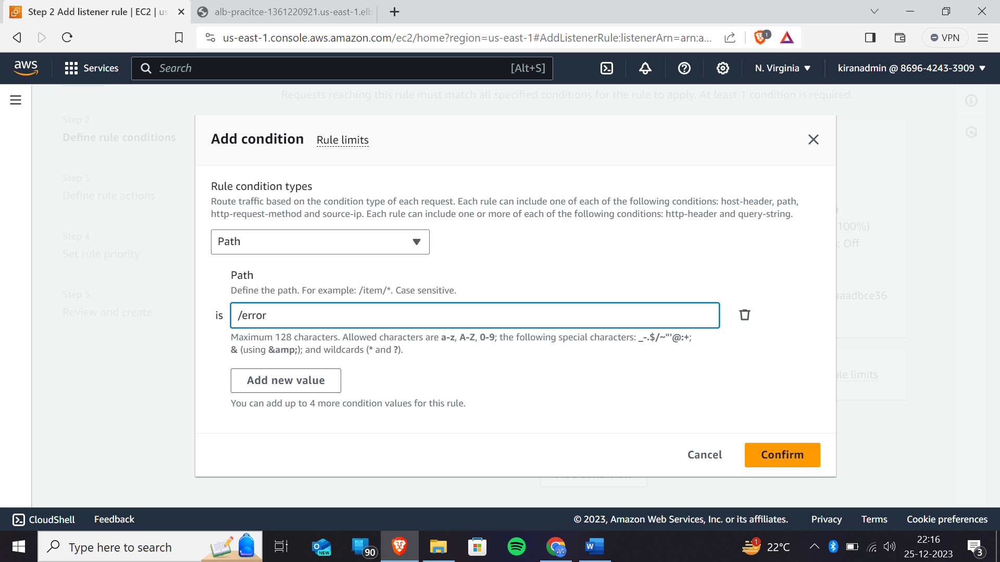 Step 2 Add listener rule | EC2 | us
alb-pracitce-1361220921.us-east-1.elb
us-east-1.console.aws.amazon.com/ec2/home?region=us-east-1#AddListenerRule:listenerArn=arn:a...
1
VPN
aws
Services
Search
[Alt+S]
N. Virginia
kiranadmin @ 8696-4243-3909
Requests reaching this rule must match all specified conditions for the rule to apply. At least 1 condition is required.
Step 2
Define rule conditions
Step 3
Define rule actions
Step 4
Set rule priority
Step 5
Review and create
Add condition
Rule limits
Rule condition types
Route traffic based on the condition type of each request. Each rule can include one of each of the following conditions: host-header, path,
http-request-method and source-ip. Each rule can include one or more of each of the following conditions: http-header and query-string.
Path
Path
Define the path. For example: /item/*. Case sensitive.
is
/error
Maximum 128 characters. Allowed characters are a-z, A-Z, 0-9; the following special characters: _-.$/~"'@:+;
& (using &amp;); and wildcards (* and ?).
Add new value
You can add up to 4 more condition values for this rule.
Cancel
Confirm
100%)
: Off
aaadbce36
le limits
CloudShell
Feedback
© 2023, Amazon Web Services, Inc. or its affiliates.
Privacy
Terms
Cookie preferences
Type here to search
NEW
90
1
22°C
22:16
25-12-2023
3